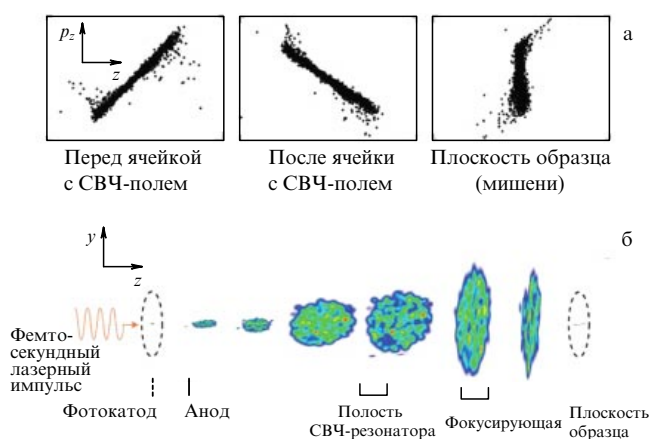 а
p_z
z
Перед ячейкой
с СВЧ-полем
После ячейки
с СВЧ-полем
Плоскость образца
(мишени)
б
y
z
Фемто-
секундный
лазерный
импульс
Фотокатод
Анод
Полость
СВЧ-резонатора
Фокусирующая
Плоскость
образца